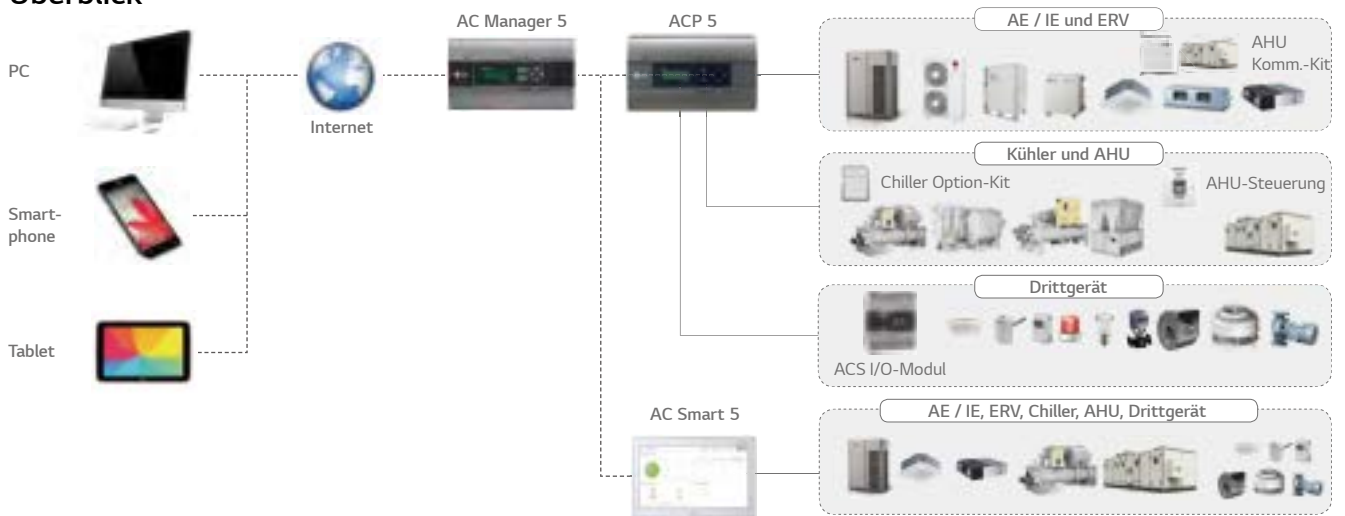 Überblick
AC Manager 5
ACP 5
AE / IE und ERV
PC
AHU
Komm.-Kit
Internet
Kühler und AHU
Chiller Option-Kit
AHU-Steuerung
Smart-
phone
Drittgerät
Tablet
ACS I/O-Modul
AC Smart 5
AE / IE, ERV, Chiller, AHU, Drittgerät